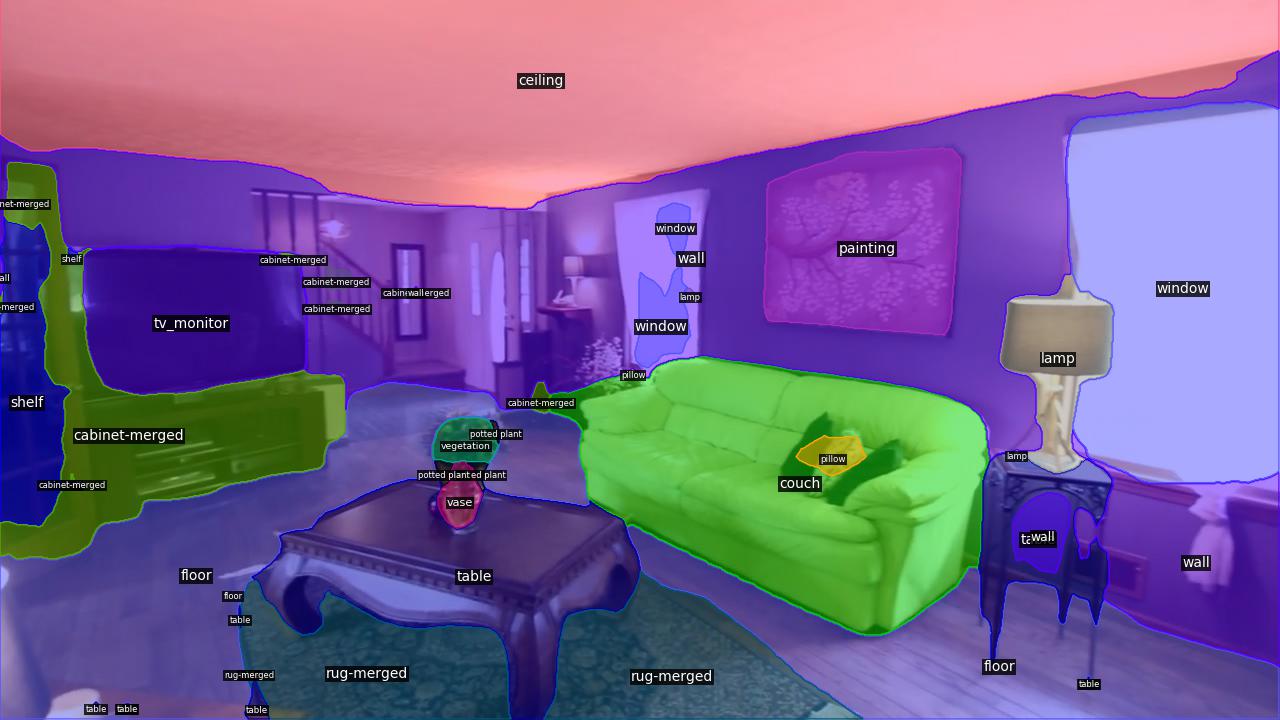 ceiling
net-merged
window
painting
shelf
cabinet-merged
wall
all
cabinet-merged
window
-merged
cabinet-merged
lamp
tv_monitor
window
lamp
pillow
shelf
cabinet-merged
cabinet-merged
potted plant
vegetation
pillow
lamp
potted plant
ed plant
couch
cabinet-merged
vase
wall
wall
floor
table
floor
table
floor
rug-merged
rug-merged
rug-merged
table
table
table
table